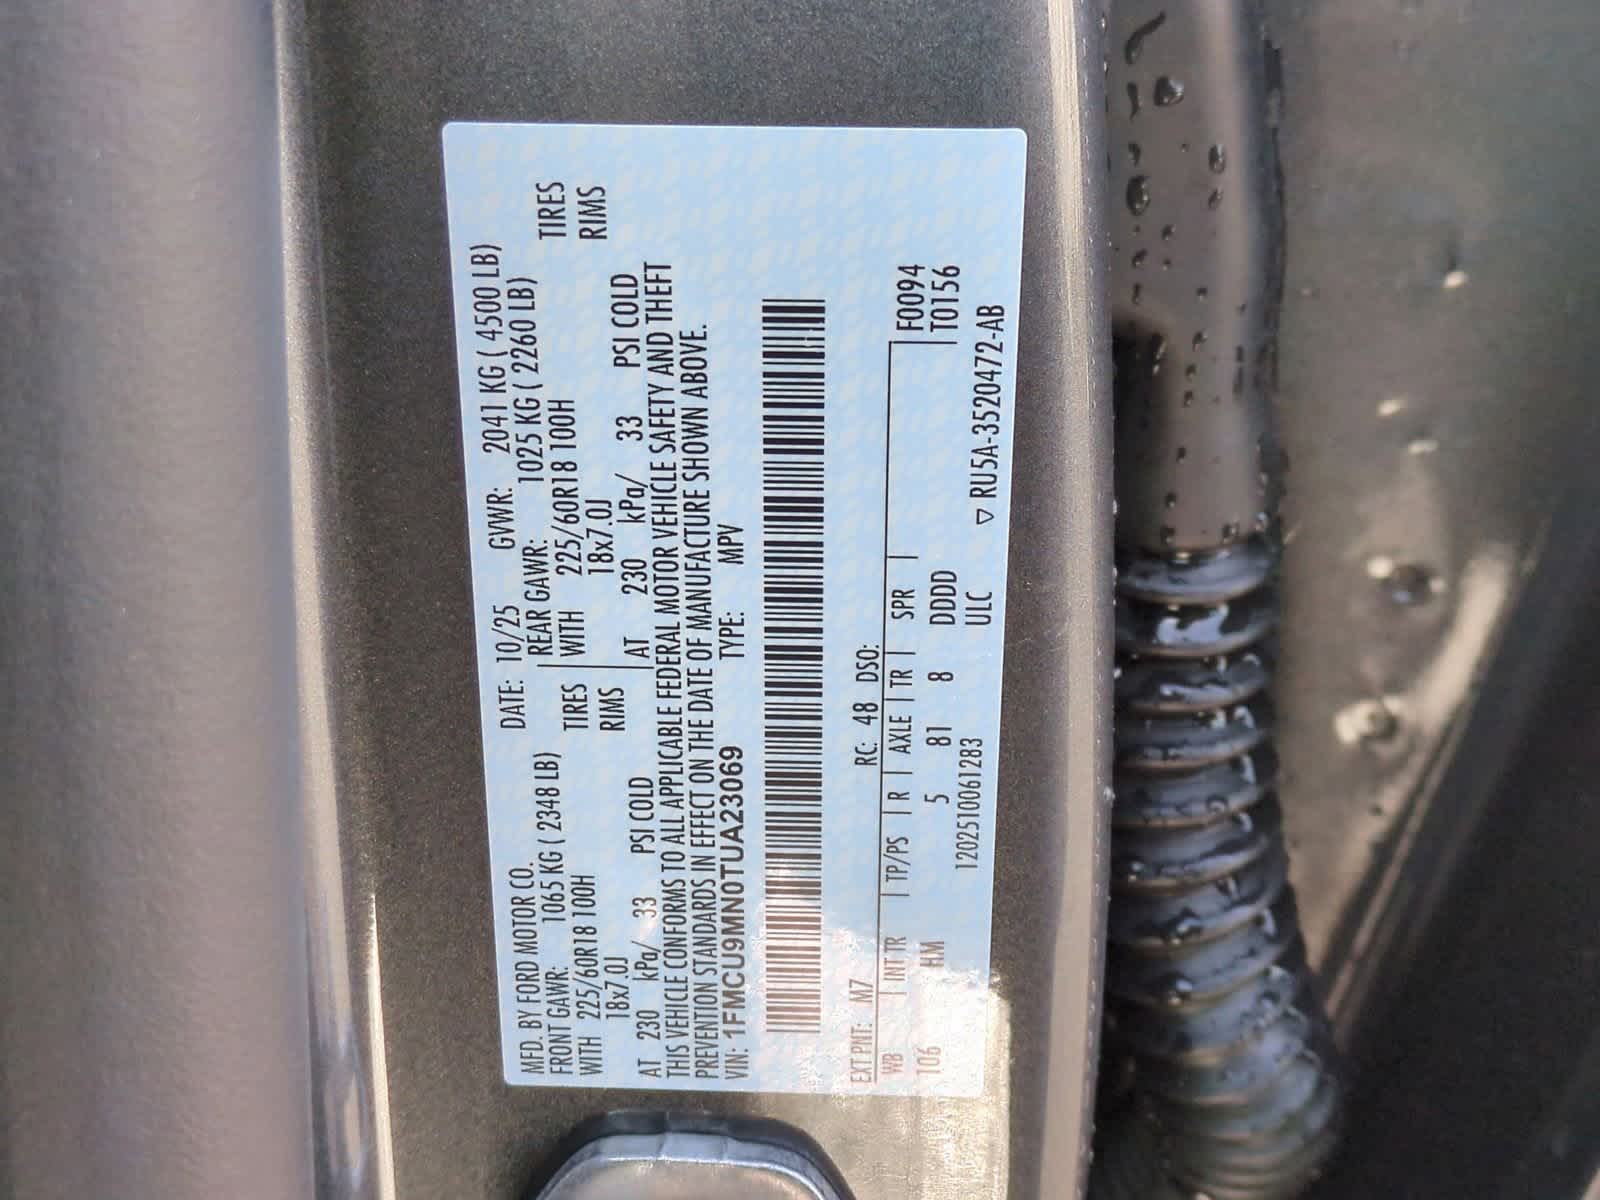 MFD. BY FORD MOTOR CO.
DATE: 10/25 GVWR: 2041 KG ( 4500 LB)
FRONT GAWR: 1065 KG ( 2348 LB) REAR GAWR: 1025 KG ( 2260 LB)
WITH 225/60R18 100H TIRES WITH 225/60R18 100H TIRES
18x7.0J RIMS 18x7.0J RIMS
AT 230 kPa/ 33 PSI COLD AT 230 kPa/ 33 PSI COLD
THIS VEHICLE CONFORMS TO ALL APPLICABLE FEDERAL MOTOR VEHICLE SAFETY AND THEFT
PREVENTION STANDARDS IN EFFECT ON THE DATE OF MANUFACTURE SHOWN ABOVE.
VIN: 1FMCU9MN0TUA23069 TYPE: MPV
EXT PNT: M7 RC: 48 DSO:
WB INT TR TP/PS R AXLE TR SPR F0094
106 HM 5 81 8 DDDD T0156
1202510061283 ULC ▽ RU5A-3520472-AB